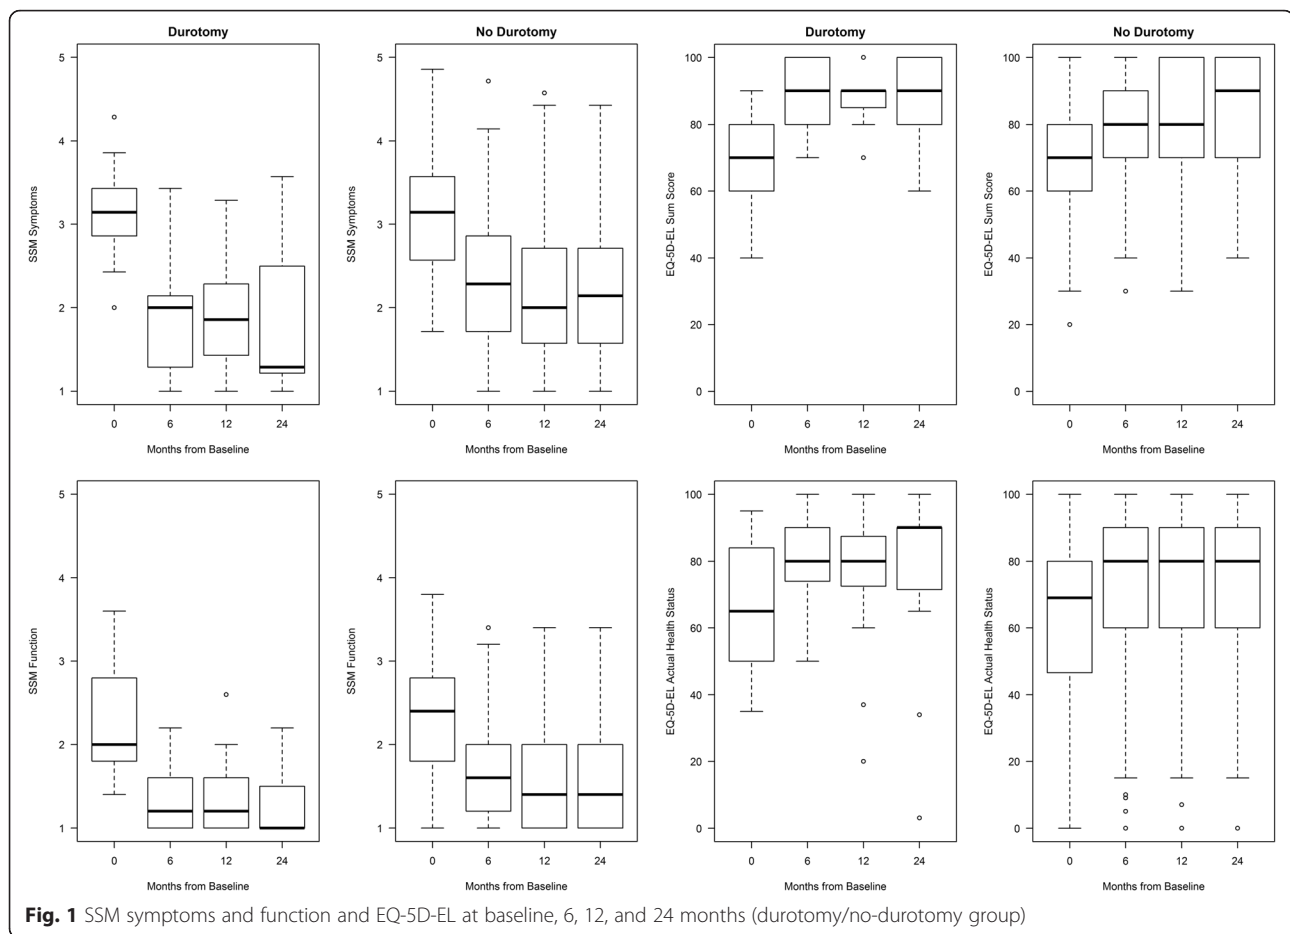 Durotomy
No Durotomy
Durotomy
No Durotomy
5
4
3
2
1
SSM Symptoms
0 6 12 24
Months from Baseline
5
4
3
2
1
SSM Symptoms
0 6 12 24
Months from Baseline
100
80
60
40
20
0
EQ-5D-EL Sum Score
0 6 12 24
Months from Baseline
100
80
60
40
20
0
EQ-5D-EL Sum Score
0 6 12 24
Months from Baseline
5
4
3
2
1
SSM Function
0 6 12 24
Months from Baseline
5
4
3
2
1
SSM Function
0 6 12 24
Months from Baseline
100
80
60
40
20
0
EQ-5D-EL Actual Health Status
0 6 12 24
Months from Baseline
100
80
60
40
20
0
EQ-5D-EL Actual Health Status
0 6 12 24
Months from Baseline
Fig. 1 SSM symptoms and function and EQ-5D-EL at baseline, 6, 12, and 24 months (durotomy/no-durotomy group)